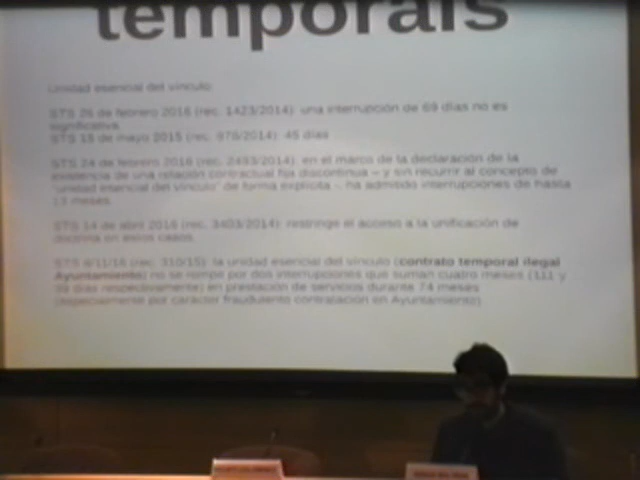 temporals
Unidad esencial del vínculo:
STS 26 de febrero 2016 (rec. 1423/2014): una interrupción de 69 días no es
significativa
STS 15 de mayo 2015 (rec. 878/2014): 45 días
STS 24 de febrero 2016 (rec. 2493/2014): en el marco de la declaración de la
existencia de una relación contractual fija discontinua – y sin recurrir al concepto de
"unidad esencial del vínculo" de forma explícita – ha admitido interrupciones de hasta
13 meses.
STS 14 de abril 2016 (rec. 3403/2014): restringe el acceso a la unificación de
doctrina en estos casos.
STS 8/11/16 (rec. 310/15): la unidad esencial del vínculo (contrato temporal ilegal
Ayuntamiento) no se rompe por dos interrupciones que suman cuatro meses (111 y
días respectivamente) en prestación de servicios durante 74 meses
(especialmente por carácter fraudulento contratación en Ayuntamiento)